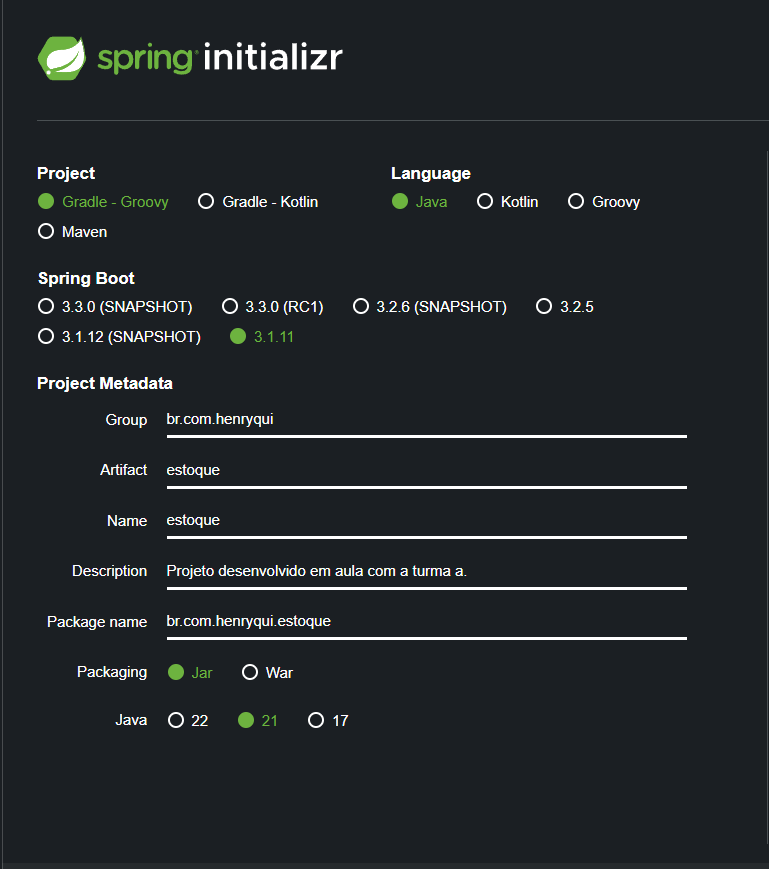 spring initializr
Project
Gradle - Groovy Gradle - Kotlin
Maven
Language
Java Kotlin Groovy
Spring Boot
3.3.0 (SNAPSHOT) 3.3.0 (RC1) 3.2.6 (SNAPSHOT) 3.2.5
3.1.12 (SNAPSHOT) 3.1.11
Project Metadata
Group br.com.henryqui
Artifact estoque
Name estoque
Description Projeto desenvolvido em aula com a turma a.
Package name br.com.henryqui.estoque
Packaging Jar War
Java 22 21 17